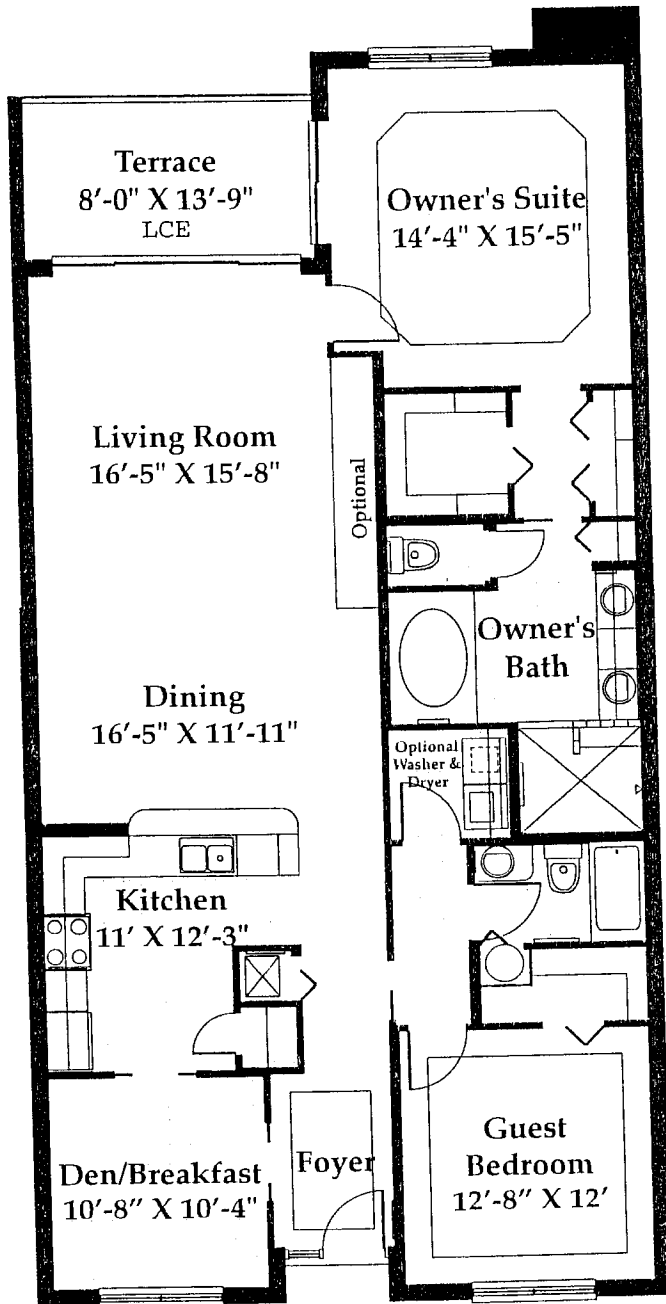 Terrace
8'-0" X 13'-9"
LCE
Owner's Suite
14'-4" X 15'-5"
Living Room
16'-5" X 15'-8"
Optional
Owner's
Bath
Dining
16'-5" X 11'-11"
Optional
Washer &
Dryer
Kitchen
11' X 12'-3"
Den/Breakfast
10'-8" X 10'-4"
Foyer
Guest
Bedroom
12'-8" X 12'